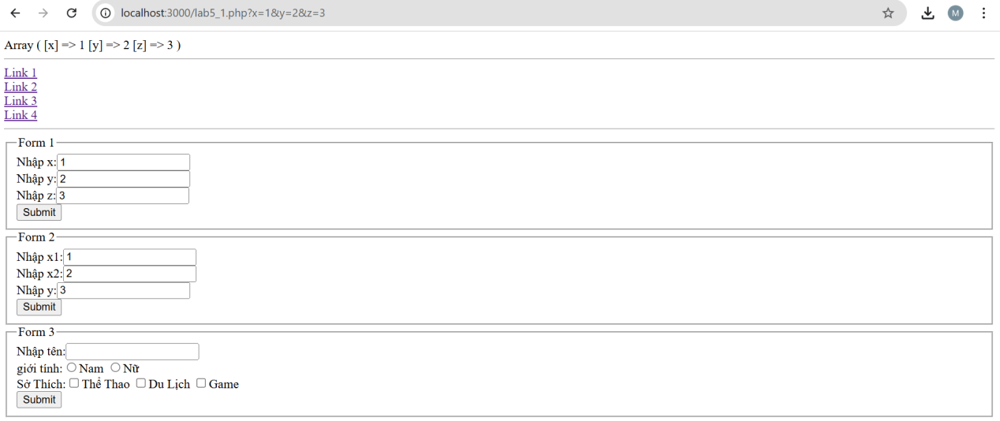 localhost:3000/lab5_1.php?x=1&y=2&z=3
M
Array ( [x] => 1 [y] => 2 [z] => 3 )
Link 1
Link 2
Link 3
Link 4
Form 1
Nhập x: 1
Nhập y: 2
Nhập z: 3
Submit
Form 2
Nhập x1: 1
Nhập x2: 2
Nhập y: 3
Submit
Form 3
Nhập tên:
giới tính: Nam Nữ
Sở Thích: Thể Thao Du Lịch Game
Submit